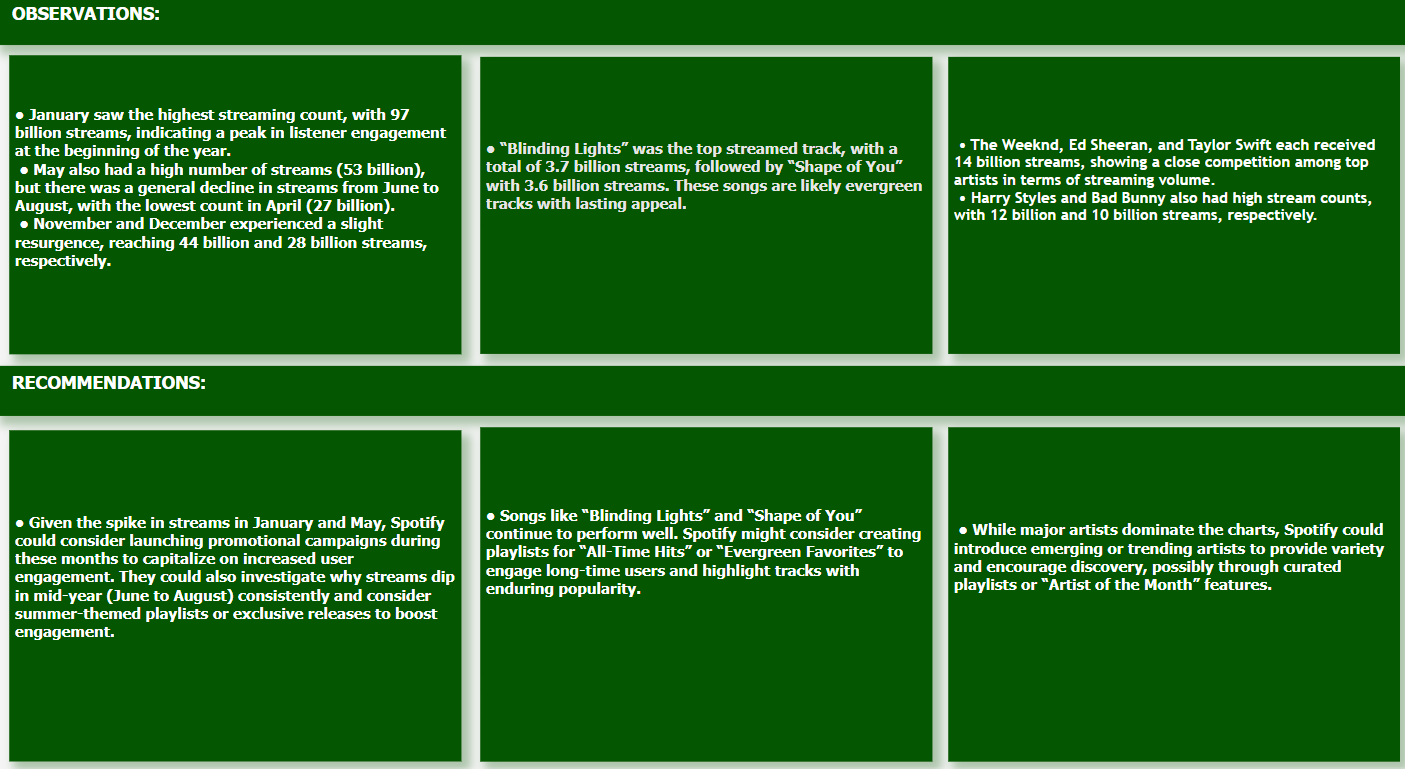 OBSERVATIONS:
● January saw the highest streaming count, with 97
billion streams, indicating a peak in listener engagement
at the beginning of the year.
● May also had a high number of streams (53 billion),
but there was a general decline in streams from June to
August, with the lowest count in April (27 billion).
● November and December experienced a slight
resurgence, reaching 44 billion and 28 billion streams,
respectively.
● “Blinding Lights” was the top streamed track, with a
total of 3.7 billion streams, followed by “Shape of You”
with 3.6 billion streams. These songs are likely evergreen
tracks with lasting appeal.
• The Weeknd, Ed Sheeran, and Taylor Swift each received
14 billion streams, showing a close competition among top
artists in terms of streaming volume.
• Harry Styles and Bad Bunny also had high stream counts,
with 12 billion and 10 billion streams, respectively.
RECOMMENDATIONS:
● Given the spike in streams in January and May, Spotify
could consider launching promotional campaigns during
these months to capitalize on increased user
engagement. They could also investigate why streams dip
in mid-year (June to August) consistently and consider
summer-themed playlists or exclusive releases to boost
engagement.
● Songs like “Blinding Lights” and “Shape of You”
continue to perform well. Spotify might consider creating
playlists for “All-Time Hits” or “Evergreen Favorites” to
engage long-time users and highlight tracks with
enduring popularity.
● While major artists dominate the charts, Spotify could
introduce emerging or trending artists to provide variety
and encourage discovery, possibly through curated
playlists or “Artist of the Month” features.